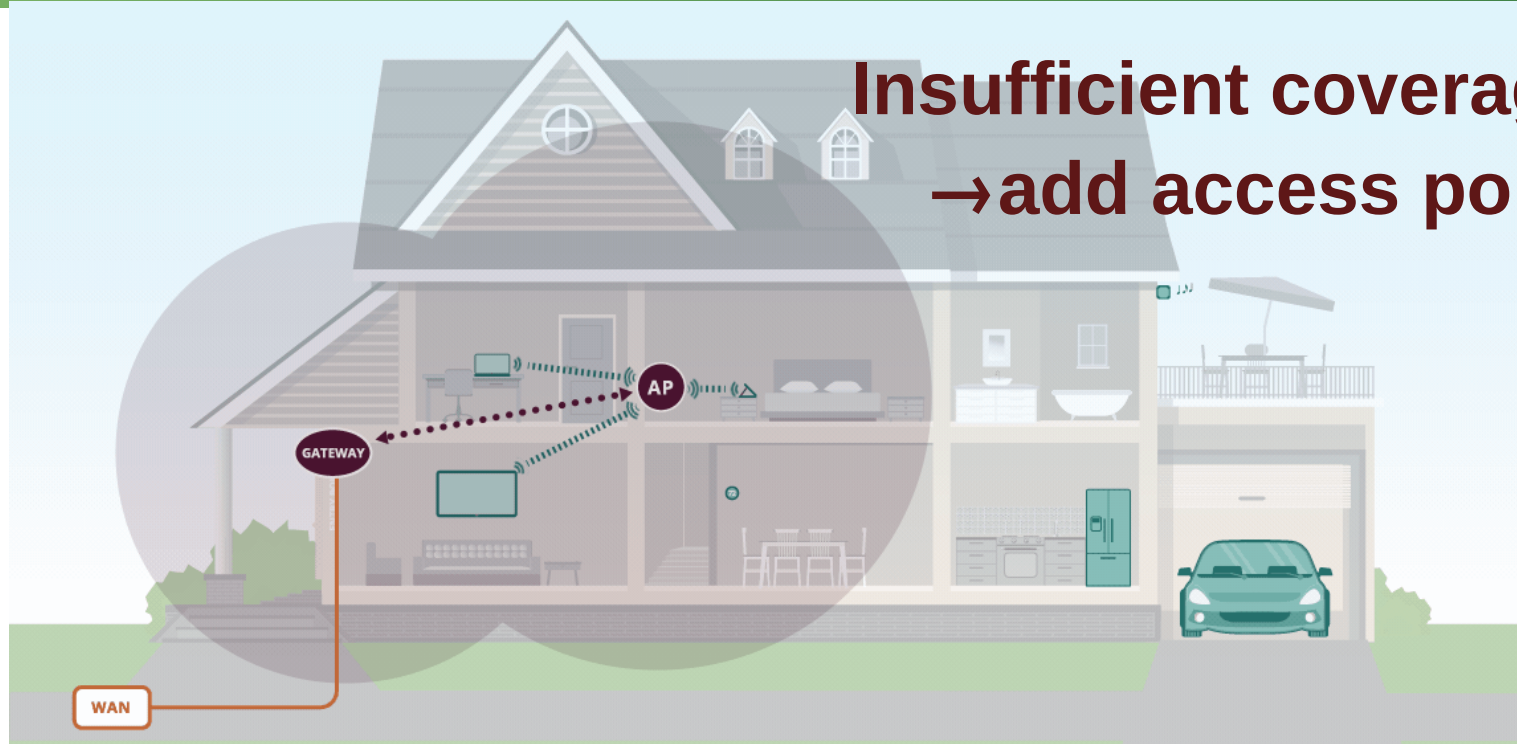 Insufficient coverag
→add access po
AP
GATEWAY
WAN